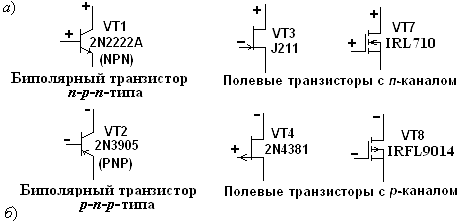 а)
+
VT1
2N2222A
(NPN)
+
+
VT3
J211
−
+
VT7
IRL710
+
Биполярный транзистор
n-p-n-типа
Полевые транзисторы с n-каналом
−
VT2
2N3905
(PNP)
−
−
VT4
2N4381
+
−
VT8
IRFL9014
−
Биполярный транзистор
p-n-p-типа
Полевые транзисторы с p-каналом
б)